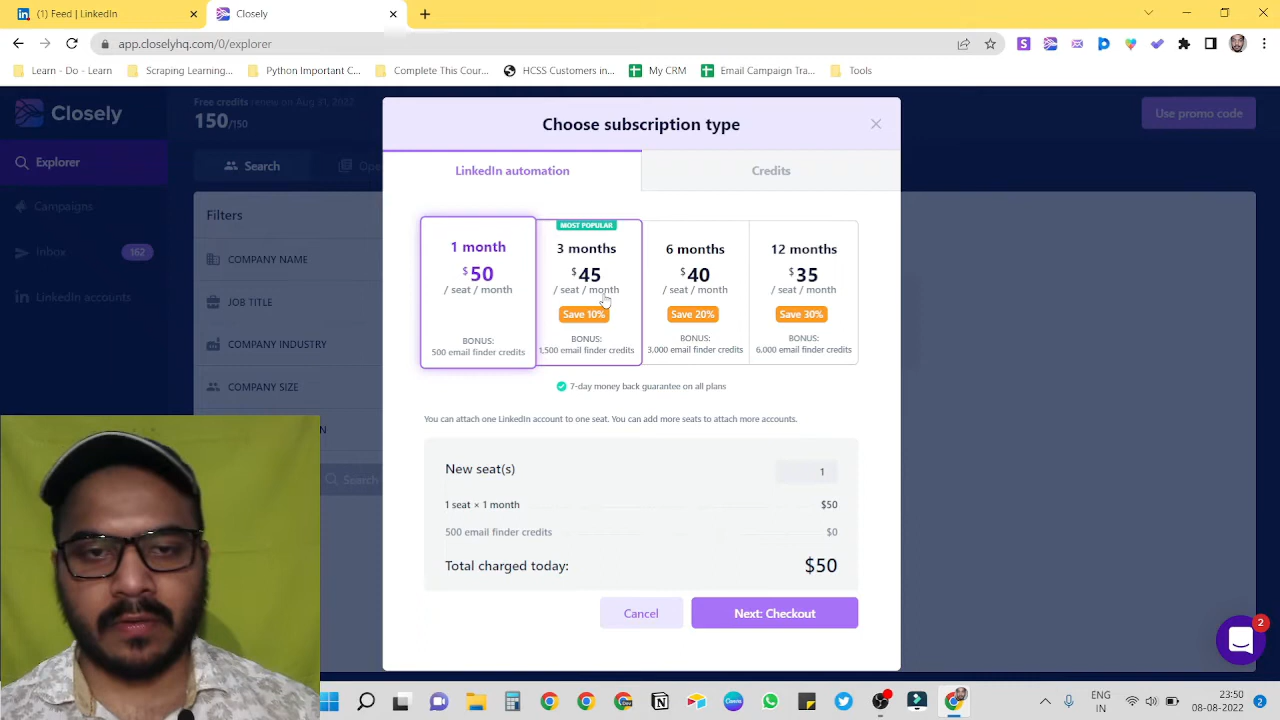 in
(1)
Closely
app.closelyhq.com/0/explorer
Learn - Do - Learn
Scraping Learning...
Python Important C...
Complete This Cour...
HCSS Customers in...
My CRM
Email Campaign Tra...
Tools
Closely
Free credits renew on Aug 31, 2022
150/150
Use promo code
Explorer
Campaigns
Inbox
162
LinkedIn accounts
Search
Ope
Filters
COMPANY NAME
JOB TITLE
COMPANY INDUSTRY
COMPANY SIZE
N
Search
Choose subscription type
LinkedIn automation
Credits
1 month
$50
/ seat / month
BONUS:
500 email finder credits
MOST POPULAR
3 months
$45
/ seat / month
Save 10%
BONUS:
1,500 email finder credits
6 months
$40
/ seat / month
Save 20%
BONUS:
3,000 email finder credits
12 months
$35
/ seat / month
Save 30%
BONUS:
6,000 email finder credits
7-day money back guarantee on all plans
You can attach one LinkedIn account to one seat. You can add more seats to attach more accounts.
New seat(s)
1
1 seat × 1 month
$50
500 email finder credits
$0
Total charged today:
$50
Cancel
Next: Checkout
2
ENG
IN
23:50
08-08-2022